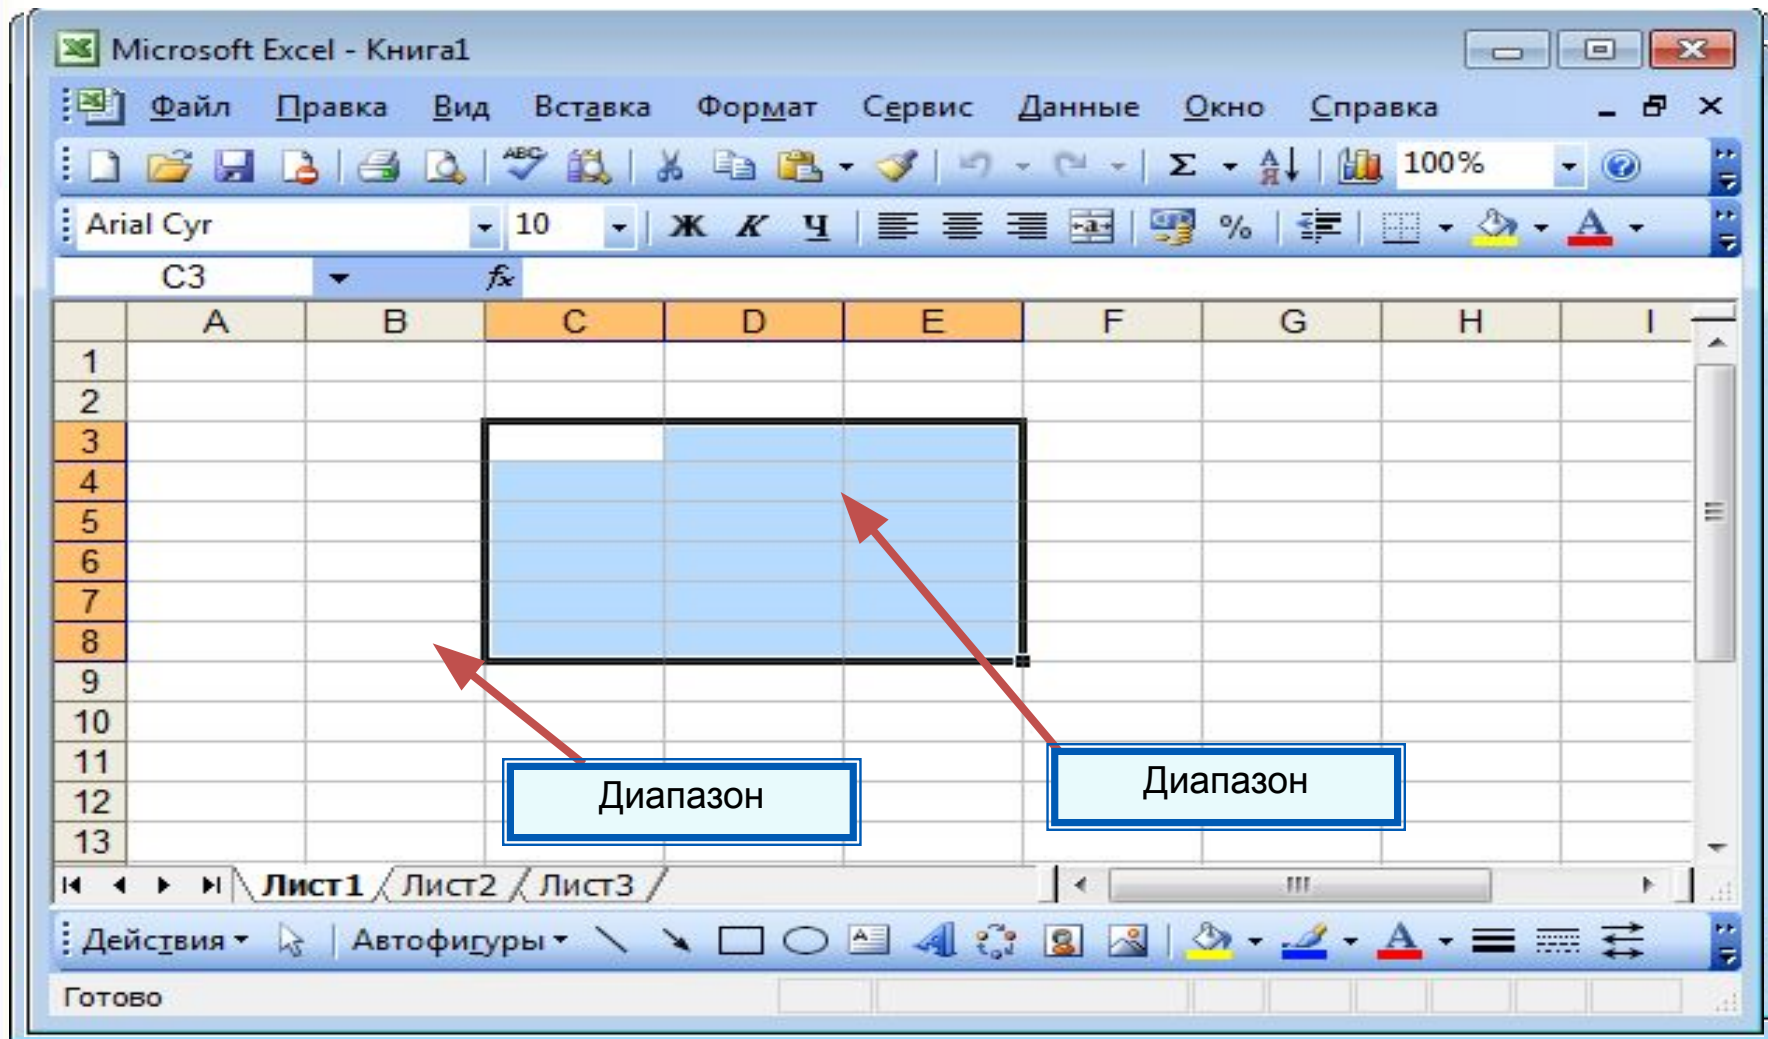 Microsoft Excel - Книга1
Файл Правка Вид Вставка Формат Сервис Данные Окно Справка
ABC Σ А Я 100% ?
Arial Cyr 10 Ж К Ч a % A
C3 fx
A B C D E F G H I
1
2
3
4
5
6
7
8
9
10
11
Диапазон
Диапазон
12
13
Лист1 Лист2 Лист3
Действия Автофигуры A A A
Готово